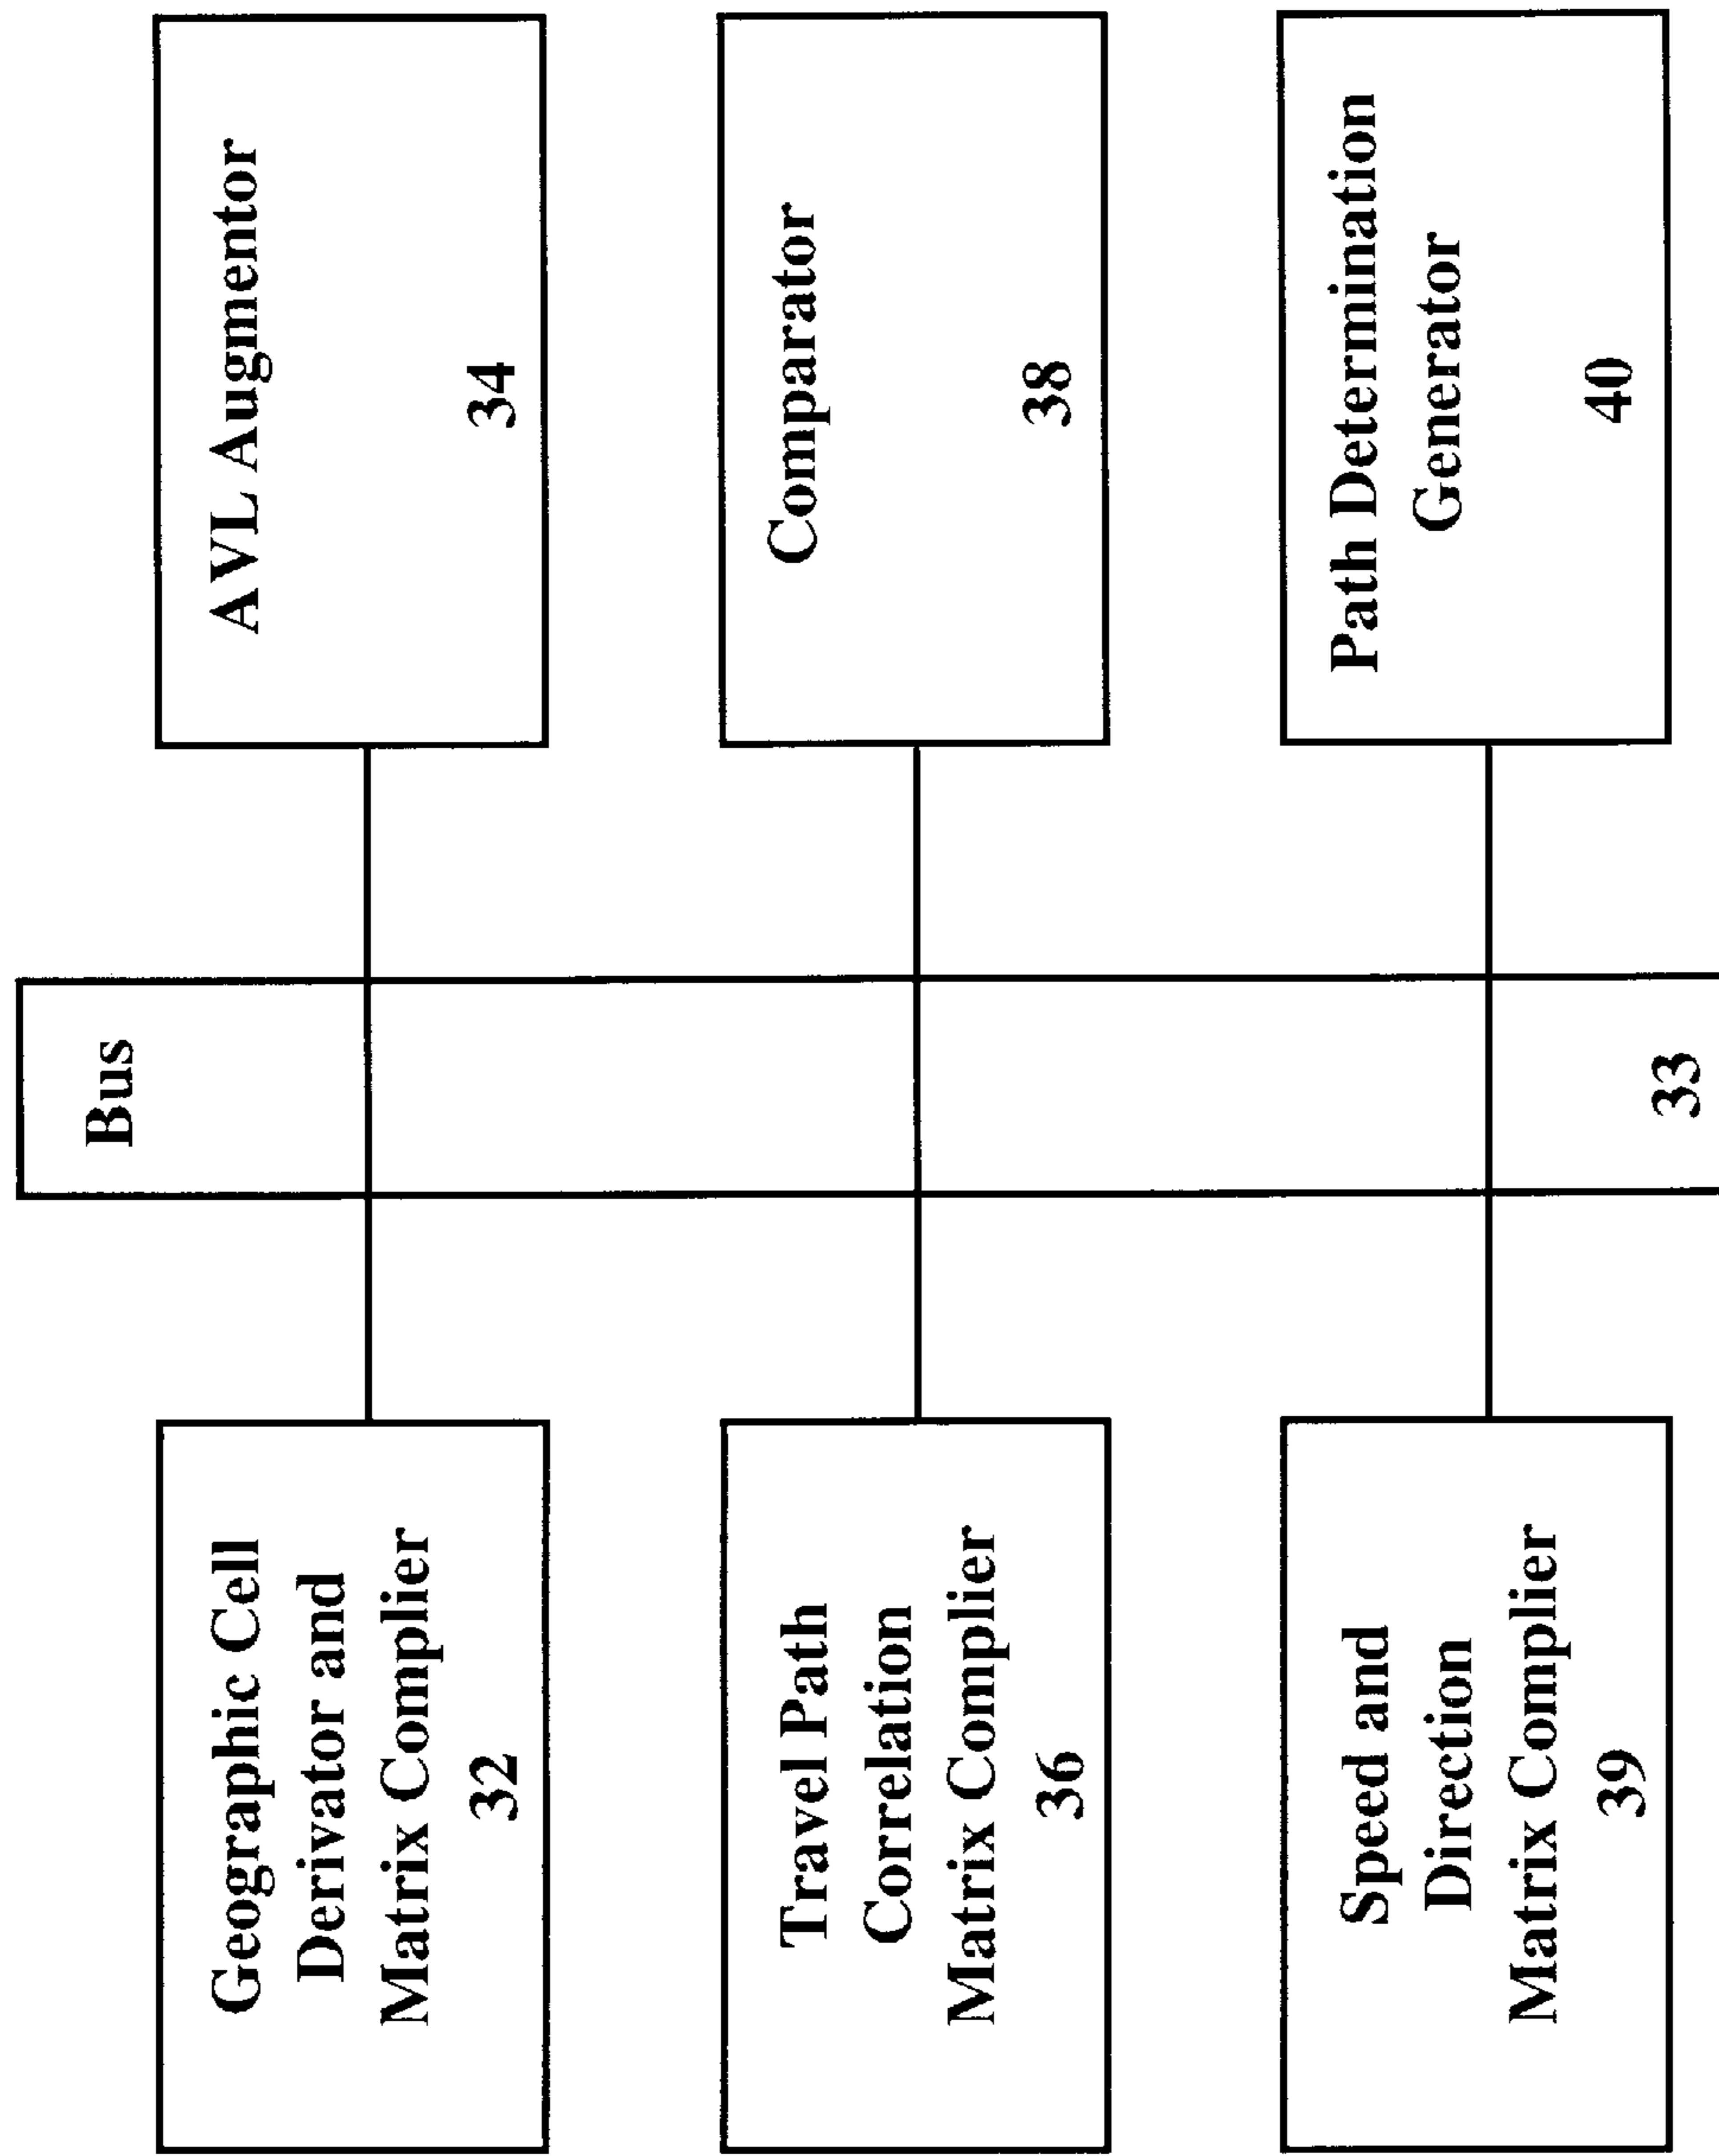 Geographic Cell
Derivator and
Matrix Complier
32
Bus
33
AVL Augmentor
34
Travel Path
Correlation
Matrix Complier
36
Comparator
38
Speed and
Direction
Matrix Complier
39
Path Determination
Generator
40